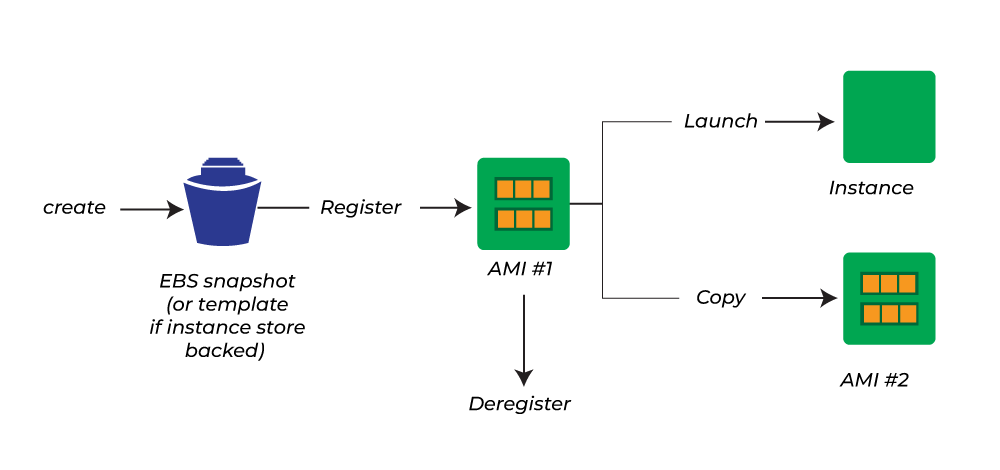 create
EBS snapshot
(or template
if instance store
backed)
Register
AMI #1
Deregister
Launch
Instance
Copy
AMI #2